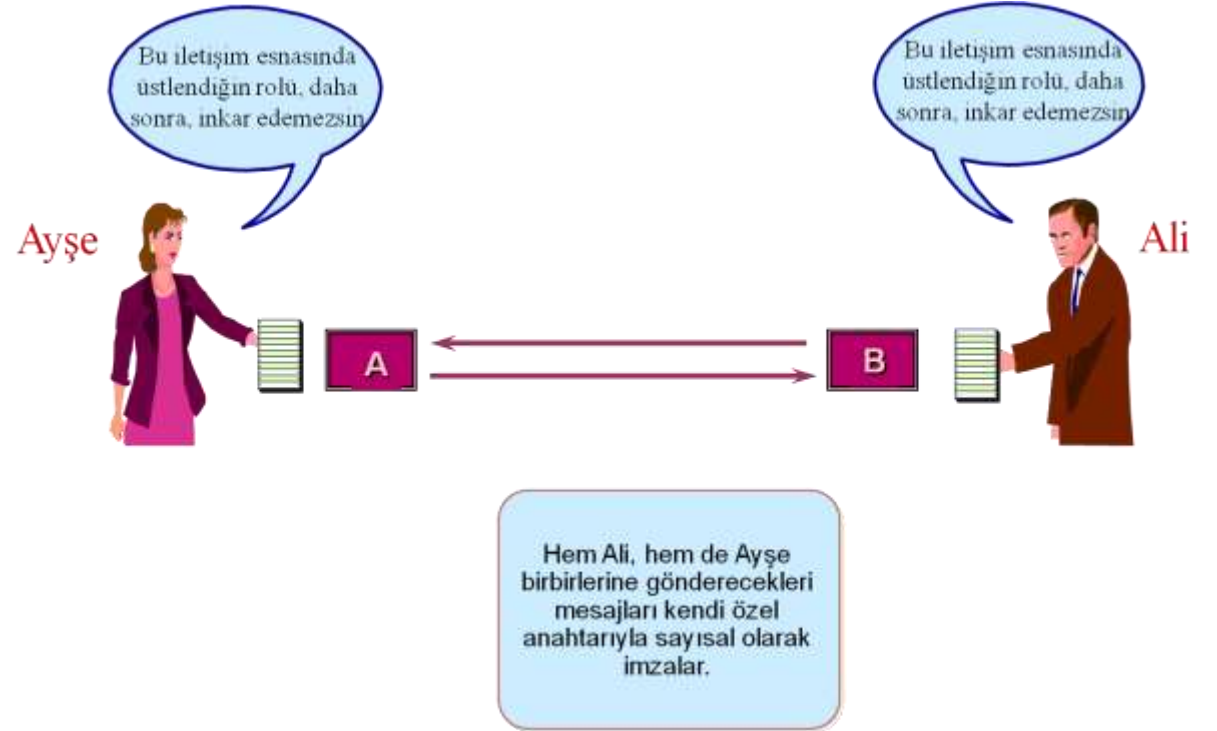 Bu iletişim esnasında
üstlendiğin rolü, daha
sonra, inkar edemezsin
Bu iletişim esnasında
üstlendiğin rolü, daha
sonra, inkar edemezsin
Ayşe
Ali
A
B
Hem Ali, hem de Ayşe
birbirlerine gönderecekleri
mesajları kendi özel
anahtarıyla sayısal olarak
imzalar.